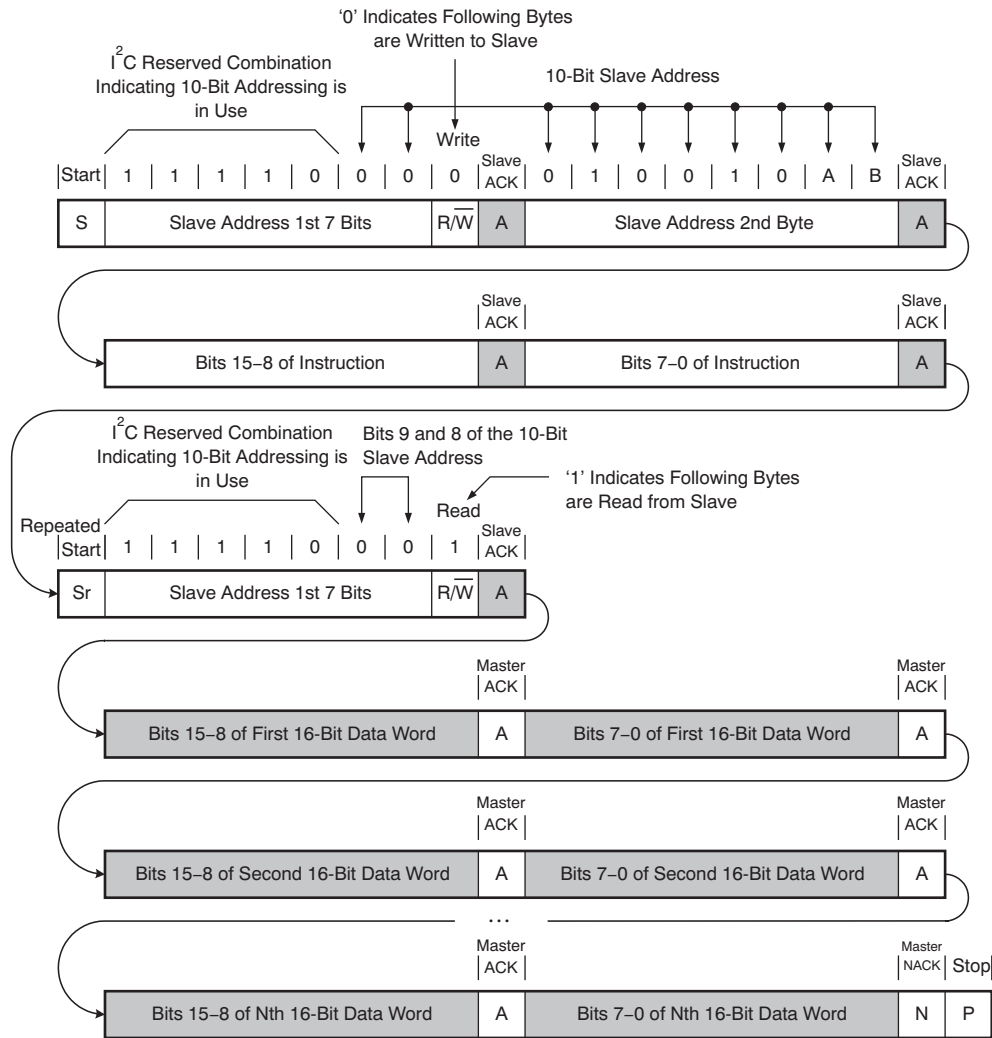 '0' Indicates Following Bytes
are Written to Slave
I2C Reserved Combination
Indicating 10-Bit Addressing is
in Use
10-Bit Slave Address
Write
Start 1 1 1 1 0 0 0 0 Slave ACK 0 1 0 0 1 0 A B Slave ACK
S Slave Address 1st 7 Bits R/W A Slave Address 2nd Byte A
Slave ACK Slave ACK
Bits 15–8 of Instruction A Bits 7–0 of Instruction A
I2C Reserved Combination
Indicating 10-Bit Addressing is
in Use
Bits 9 and 8 of the 10-Bit
Slave Address
'1' Indicates Following Bytes
are Read from Slave
Read
Repeated
Start 1 1 1 1 0 0 0 1 Slave ACK
Sr Slave Address 1st 7 Bits R/W A
Master ACK Master ACK
Bits 15–8 of First 16-Bit Data Word A Bits 7–0 of First 16-Bit Data Word A
Master ACK Master ACK
Bits 15–8 of Second 16-Bit Data Word A Bits 7–0 of Second 16-Bit Data Word A
...
Master ACK Master NACK Stop
Bits 15–8 of Nth 16-Bit Data Word A Bits 7–0 of Nth 16-Bit Data Word N P